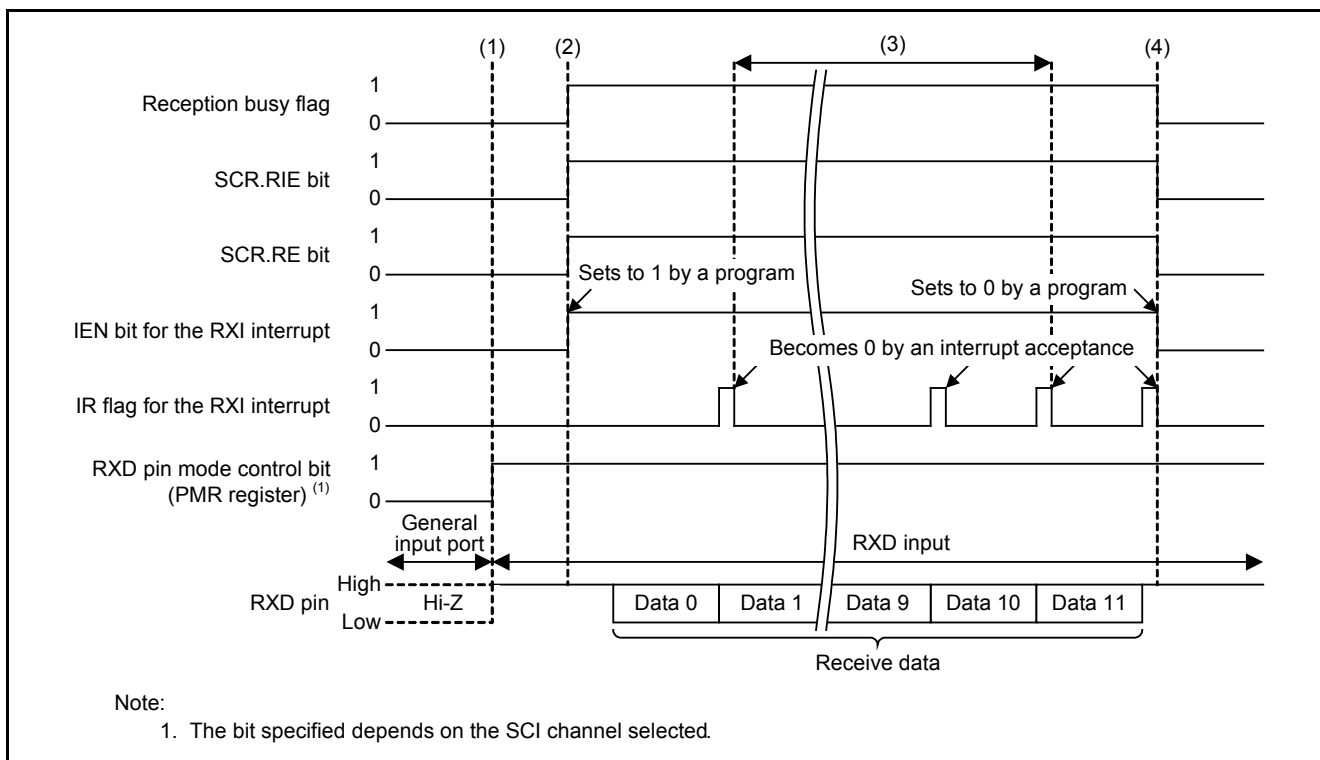 (1) (2) (3) (4)
Reception busy flag
1
0
SCR.RIE bit
1
0
SCR.RE bit
1
0
Sets to 1 by a program
Sets to 0 by a program
IEN bit for the RXI interrupt
1
0
Becomes 0 by an interrupt acceptance
IR flag for the RXI interrupt
1
0
RXD pin mode control bit
(PMR register) (1)
1
0
General
input port
RXD input
RXD pin
High
Low
Hi-Z
Data 0 Data 1 Data 9 Data 10 Data 11
Receive data
Note:
1. The bit specified depends on the SCI channel selected.